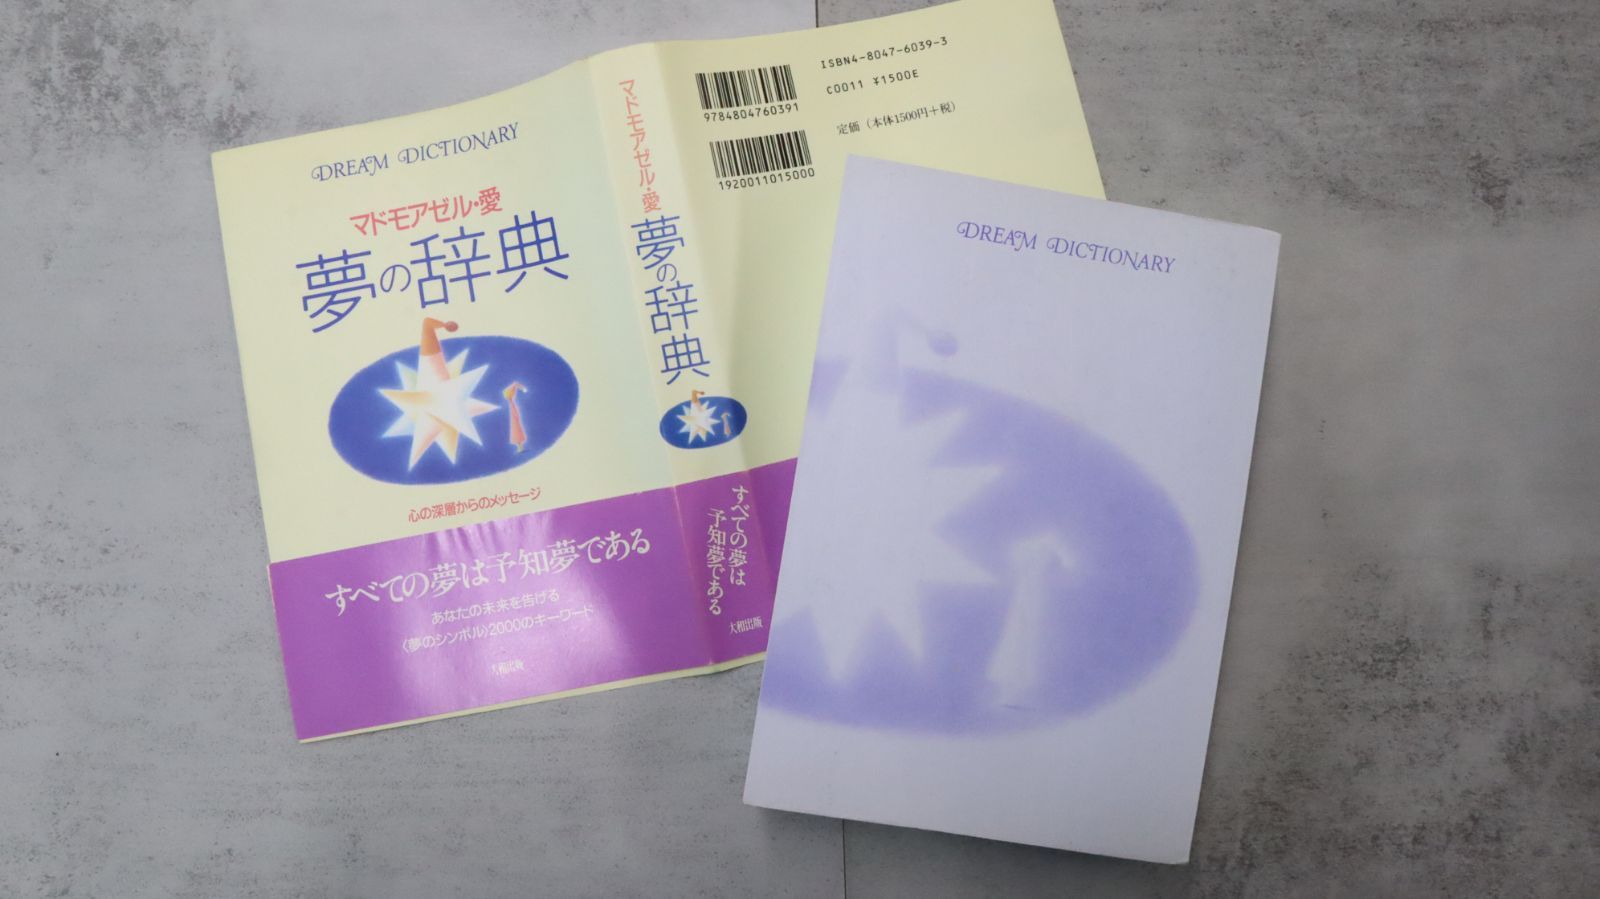 DREAM DICTIONARY
マドモアゼル・愛
夢の辞典
心の深層からのメッセージ
すべての夢は予知夢である
あなたの未来を告げる
〈夢のシンボル〉2000のキーワード
大和出版
マドモアゼル・愛
夢の辞典
すべての夢は
予知夢である
大和出版
9784804760391
1920011015000
ISBN4-8047-6039-3
C0011 ¥1500E
定価（本体1500円＋税）
DREAM DICTIONARY